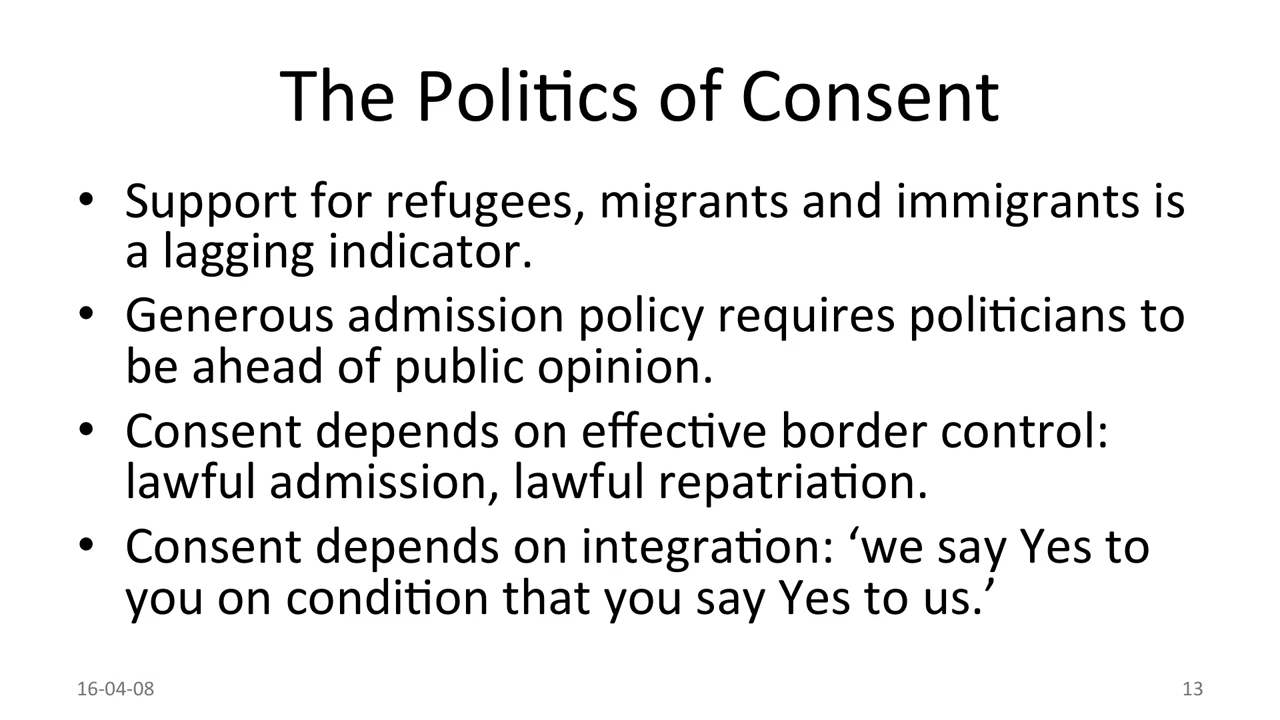 The Politics of Consent
• Support for refugees, migrants and immigrants is
a lagging indicator.
• Generous admission policy requires politicians to
be ahead of public opinion.
• Consent depends on effective border control:
lawful admission, lawful repatriation.
• Consent depends on integration: ‘we say Yes to
you on condition that you say Yes to us.’
16-04-08
13